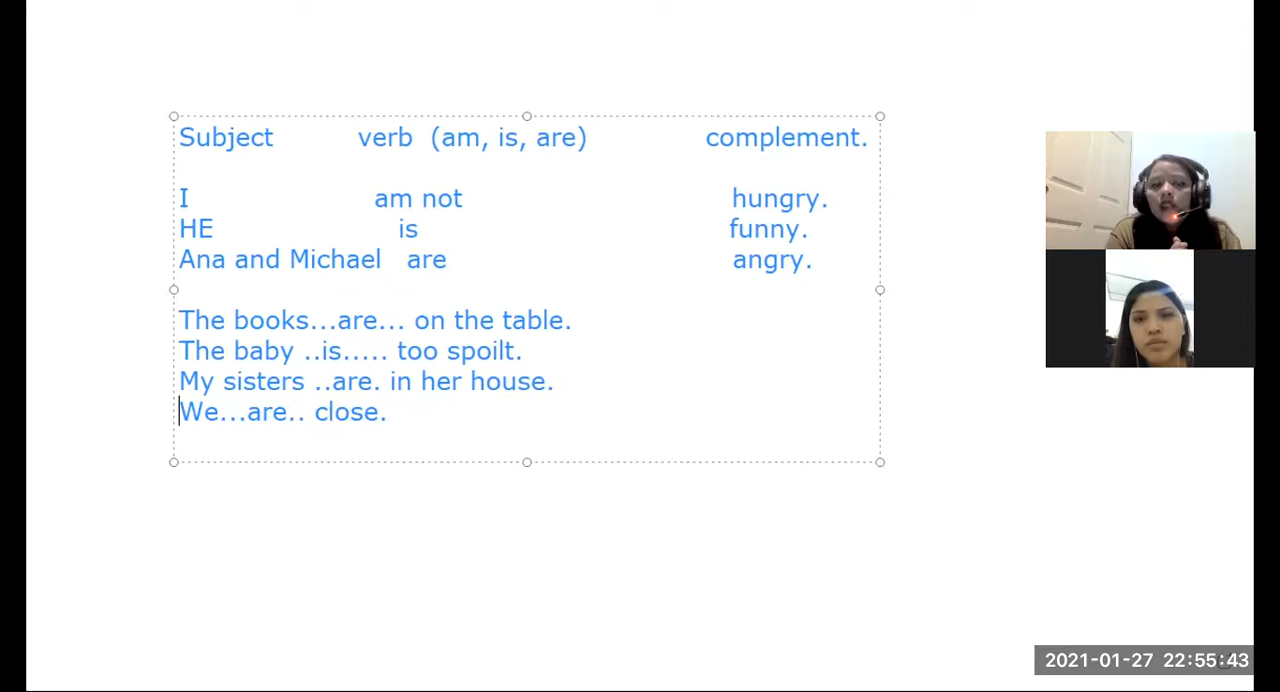 Subject verb (am, is, are) complement.
I am not hungry.
HE is funny.
Ana and Michael are angry.
The books...are... on the table.
The baby ..is..... too spoilt.
My sisters ..are. in her house.
We...are.. close.
2021-01-27 22:55:43